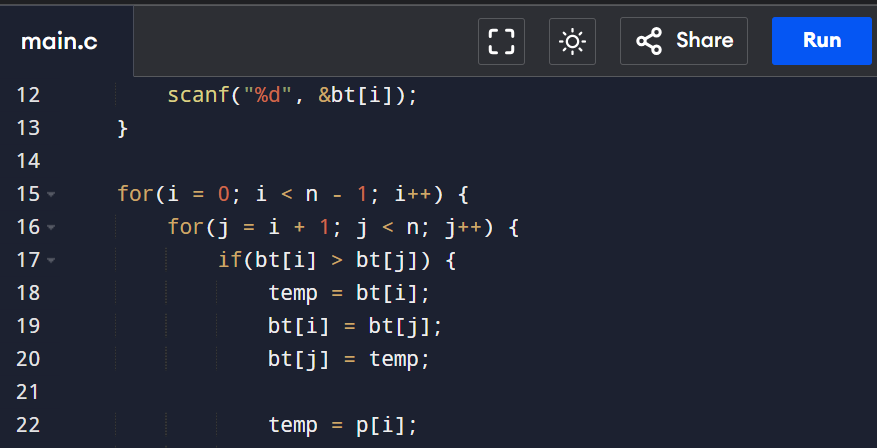 main.c Share Run
12 scanf("%d", &bt[i]);
13 }
14
15 for(i = 0; i < n - 1; i++) {
16 for(j = i + 1; j < n; j++) {
17 if(bt[i] > bt[j]) {
18 temp = bt[i];
19 bt[i] = bt[j];
20 bt[j] = temp;
21
22 temp = p[i];